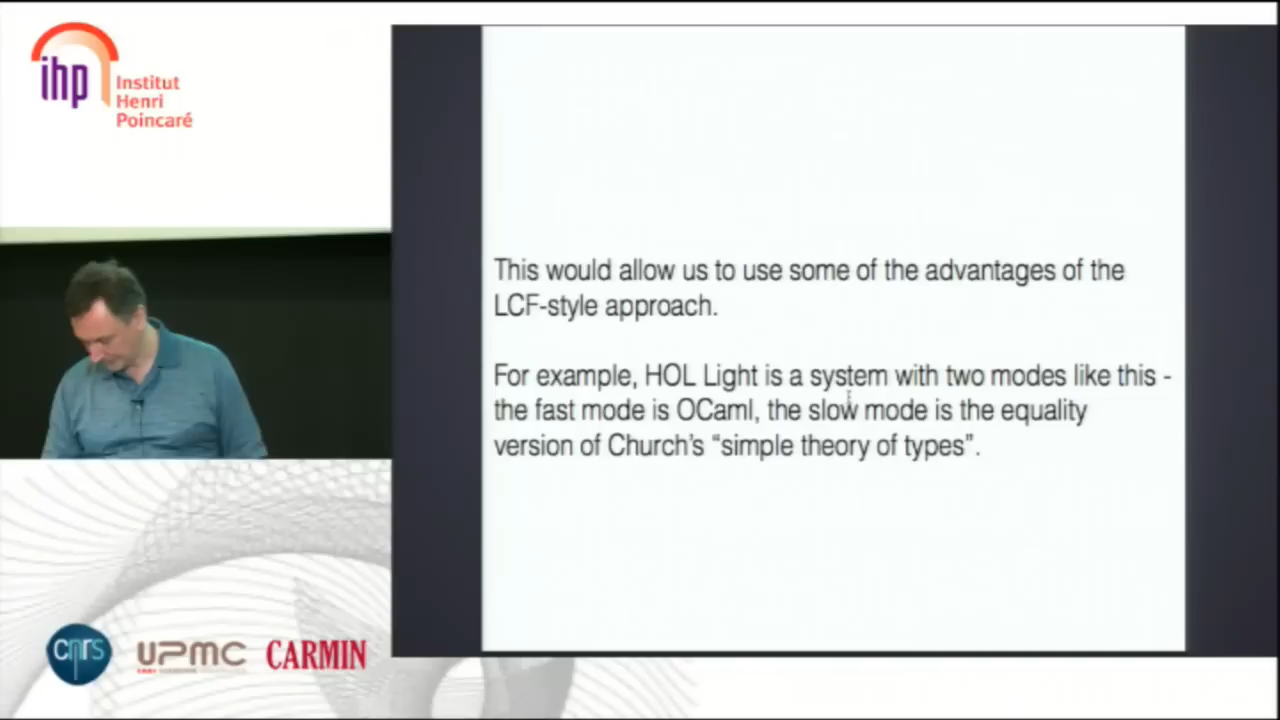 ihp
Institut
Henri
Poincaré
This would allow us to use some of the advantages of the
LCF-style approach.
For example, HOL Light is a system with two modes like this -
the fast mode is OCaml, the slow mode is the equality
version of Church's “simple theory of types”.
cnrs
UPMC
CARMIN